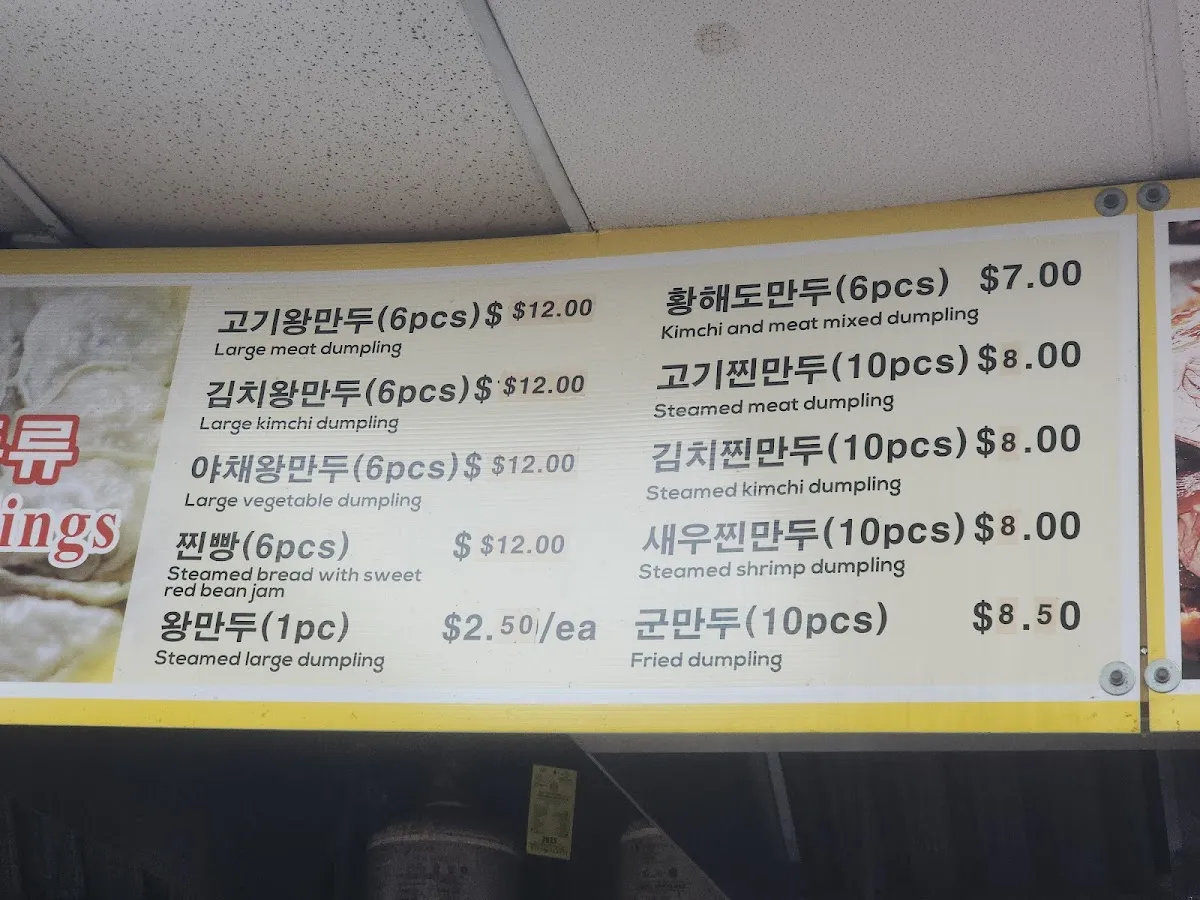 류
ings
고기왕만두(6pcs)$ $12.00
Large meat dumpling
김치왕만두(6pcs)$ $12.00
Large kimchi dumpling
야채왕만두(6pcs)$ $12.00
Large vegetable dumpling
찐빵(6pcs) $ $12.00
Steamed bread with sweet
red bean jam
왕만두(1pc) $2.50/ea
Steamed large dumpling
황해도만두(6pcs) $7.00
Kimchi and meat mixed dumpling
고기찐만두(10pcs) $8.00
Steamed meat dumpling
김치찐만두(10pcs) $8.00
Steamed kimchi dumpling
새우찐만두(10pcs) $8.00
Steamed shrimp dumpling
군만두(10pcs) $8.50
Fried dumpling